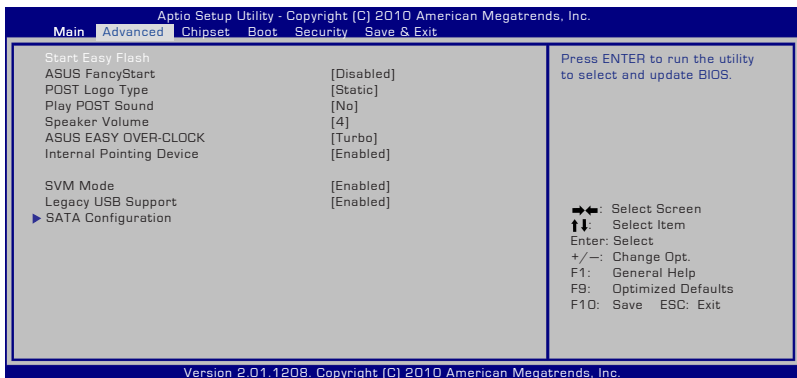 Aptio Setup Utility - Copyright (C) 2010 American Megatrends, Inc.
Main Advanced Chipset Boot Security Save & Exit
Start Easy Flash
ASUS FancyStart [Disabled]
POST Logo Type [Static]
Play POST Sound [No]
Speaker Volume [4]
ASUS EASY OVER-CLOCK [Turbo]
Internal Pointing Device [Enabled]
SVM Mode [Enabled]
Legacy USB Support [Enabled]
SATA Configuration
Press ENTER to run the utility
to select and update BIOS.
→←: Select Screen
↑↓: Select Item
Enter: Select
+/—: Change Opt.
F1: General Help
F9: Optimized Defaults
F10: Save ESC: Exit
Version 2.01.1208. Copyright (C) 2010 American Megatrends, Inc.